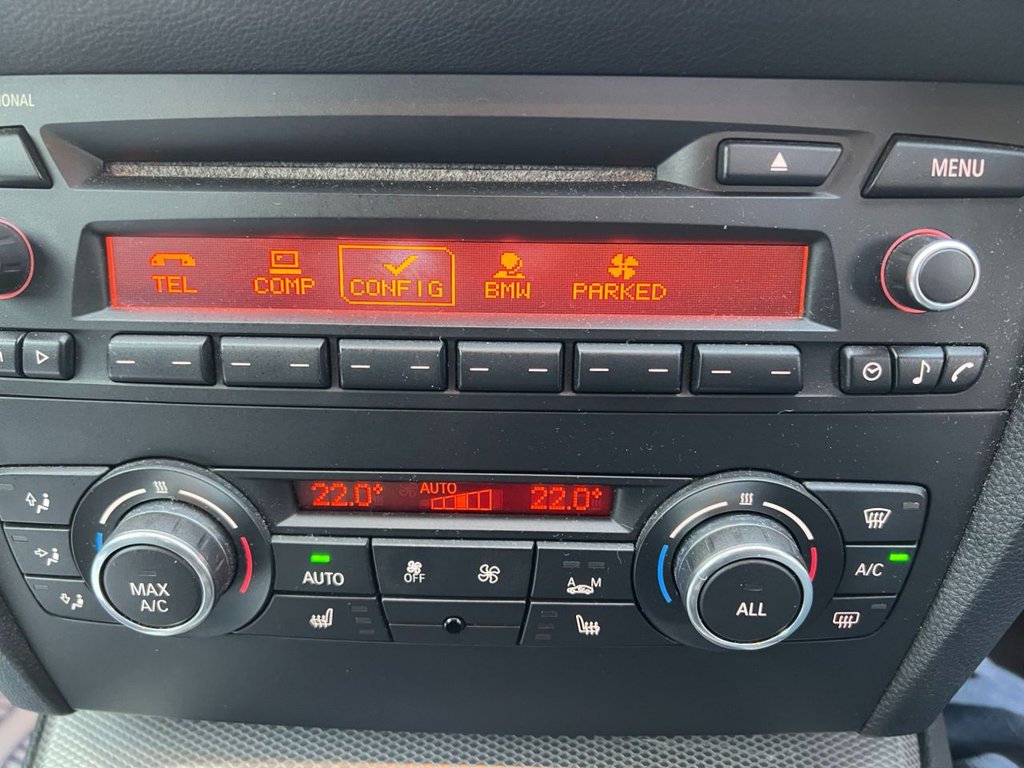 ONAL
MENU
TEL COMP CONFIG BMW PARKED
22.0° AUTO 22.0°
MAX
A/C
AUTO
OFF
A M
ALL
A/C